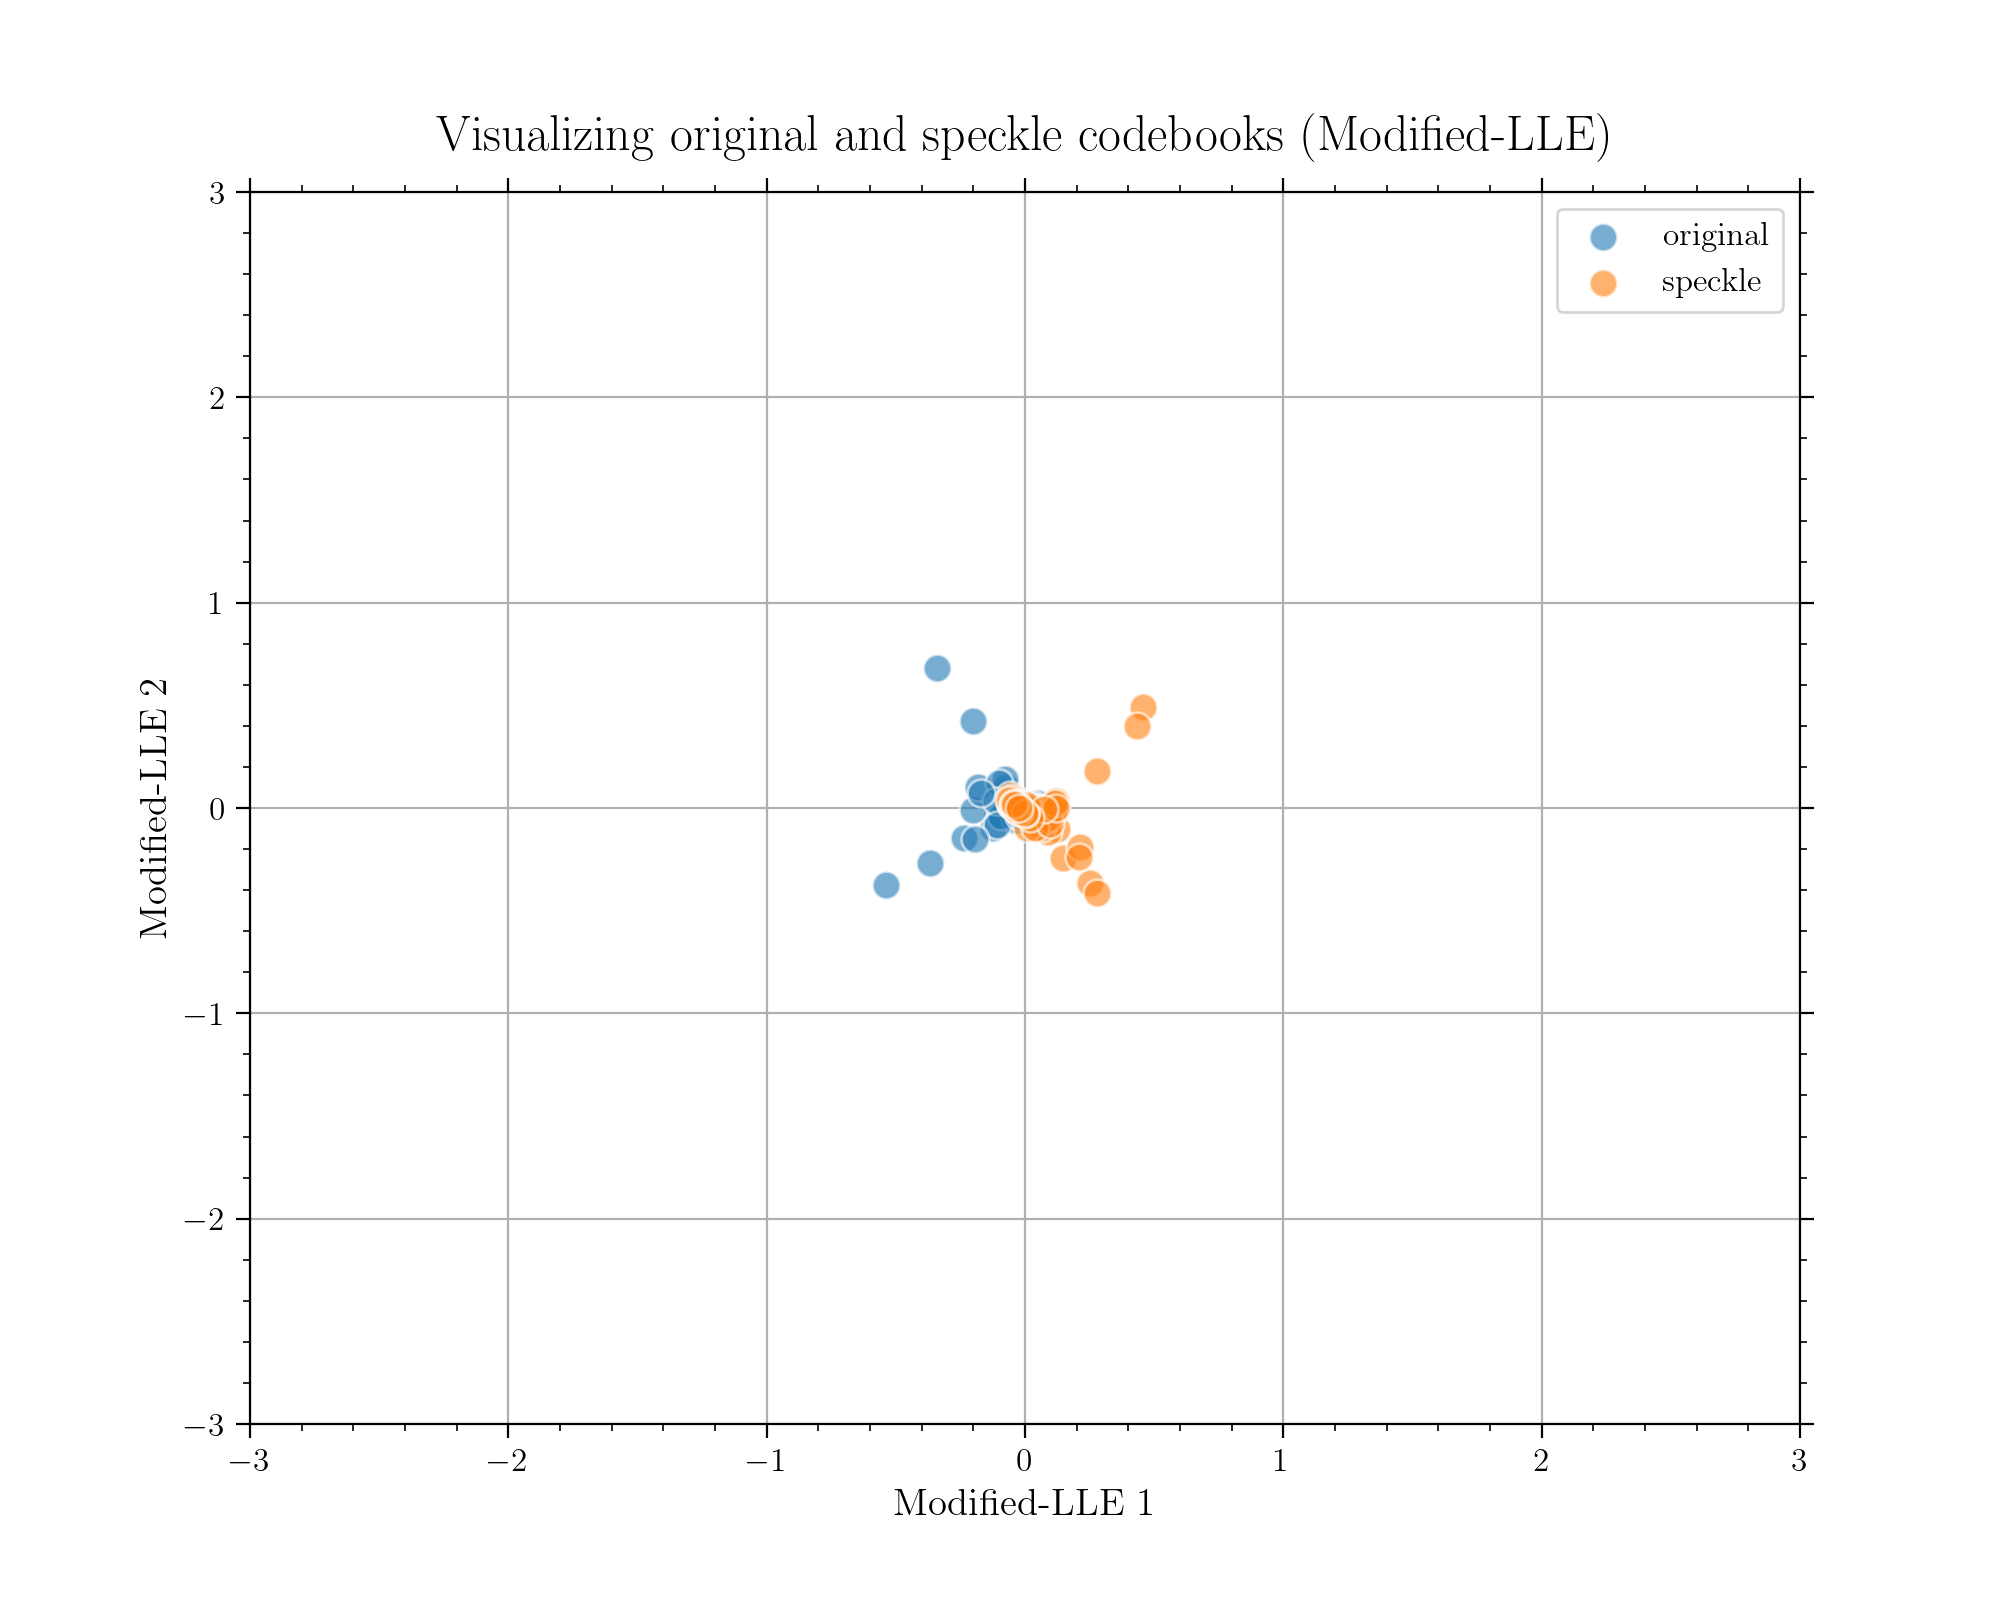 Visualizing original and speckle codebooks (Modified-LLE)
original
speckle
3
2
1
0
−1
−2
−3
Modified-LLE 2
−3
−2
−1
0
1
2
3
Modified-LLE 1